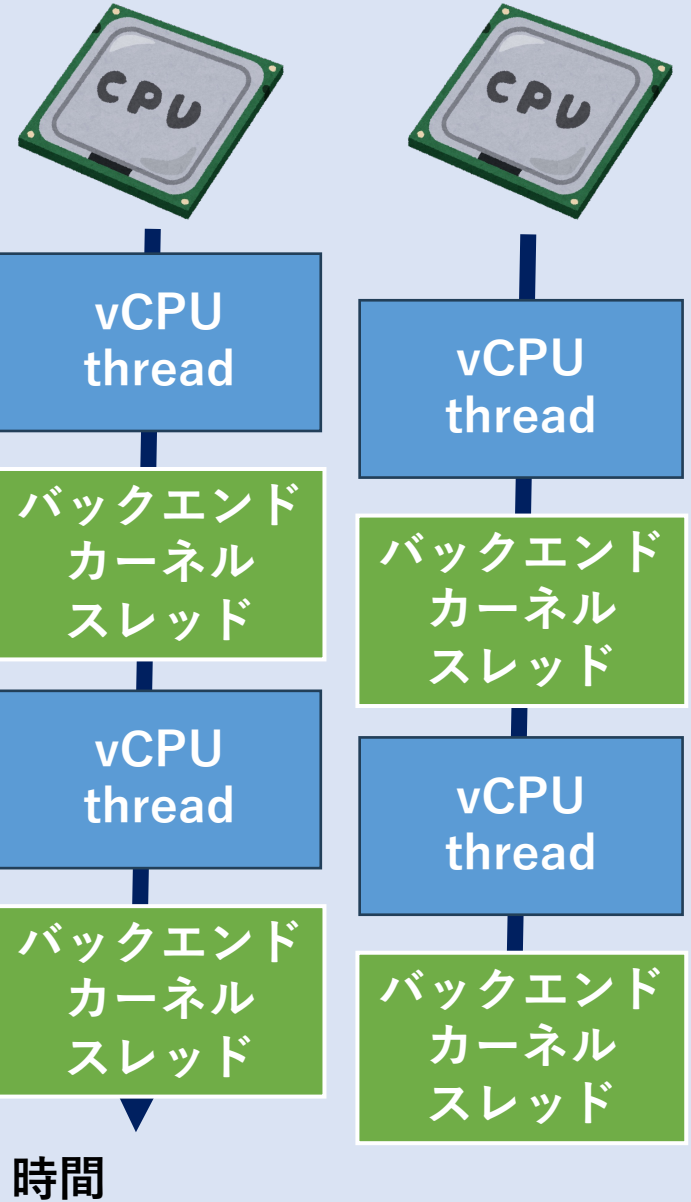 CPU
vCPU
thread
バックエンド
カーネル
スレッド
vCPU
thread
バックエンド
カーネル
スレッド
時間
CPU
vCPU
thread
バックエンド
カーネル
スレッド
vCPU
thread
バックエンド
カーネル
スレッド